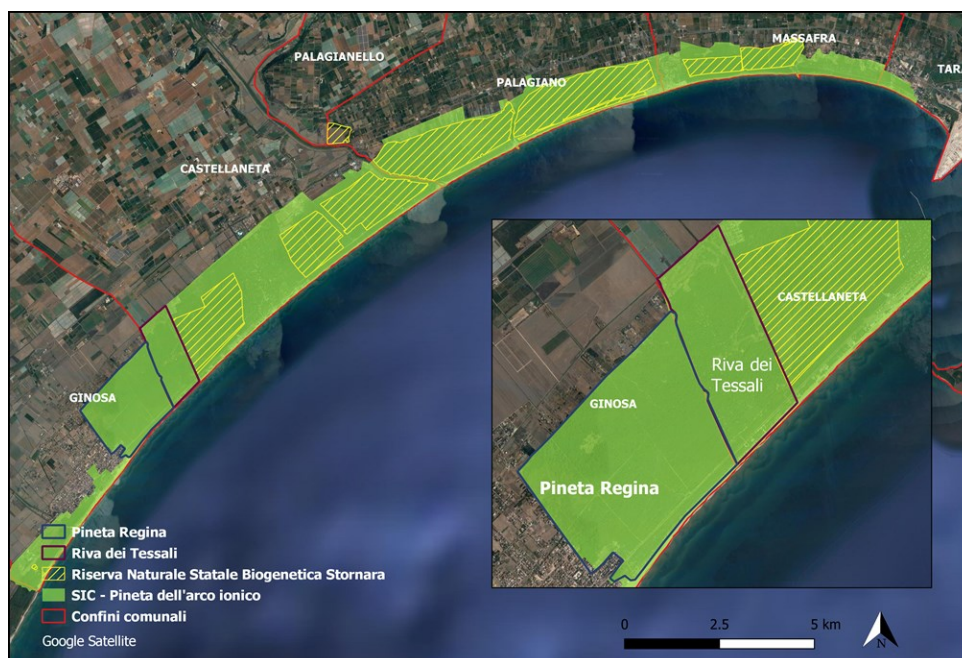 MASSAFRA
PALAGIANELLO
PALAGIANO
TARA
CASTELLANETA
GINOSA
CASTELLANETA
Riva dei
Tessali
GINOSA
Pineta Regina
Pineta Regina
Riva dei Tessali
Riserva Naturale Statale Biogenetica Stornara
SIC - Pineta dell'arco ionico
Confini comunali
Google Satellite
0 2.5 5 km
N